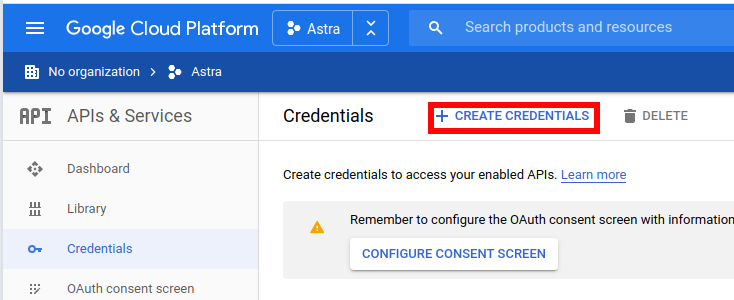 Google Cloud Platform
Astra
Search products and resources
No organization > Astra
API APIs & Services
Credentials
+ CREATE CREDENTIALS
DELETE
Dashboard
Library
Credentials
OAuth consent screen
Create credentials to access your enabled APIs. Learn more
Remember to configure the OAuth consent screen with information
CONFIGURE CONSENT SCREEN